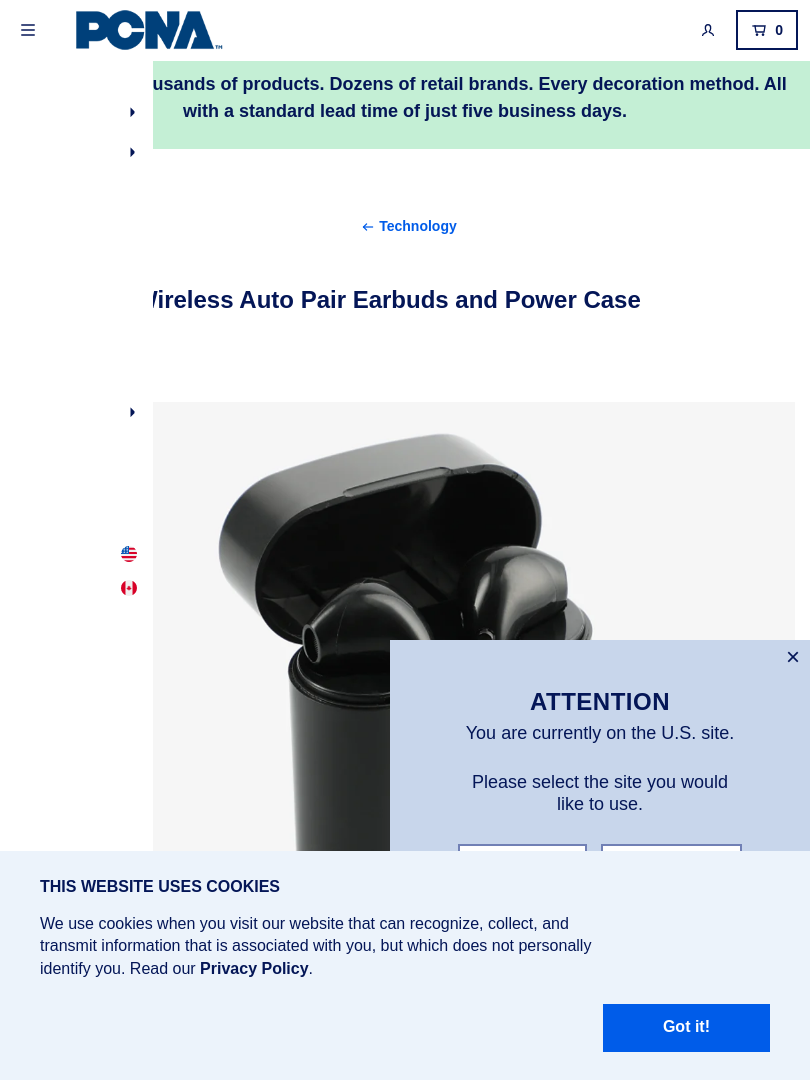 PCNA™
0
usands of products. Dozens of retail brands. Every decoration method. All
with a standard lead time of just five business days.
← Technology
Wireless Auto Pair Earbuds and Power Case
×
ATTENTION
You are currently on the U.S. site.
Please select the site you would
like to use.
THIS WEBSITE USES COOKIES
We use cookies when you visit our website that can recognize, collect, and
transmit information that is associated with you, but which does not personally
identify you. Read our Privacy Policy.
Got it!